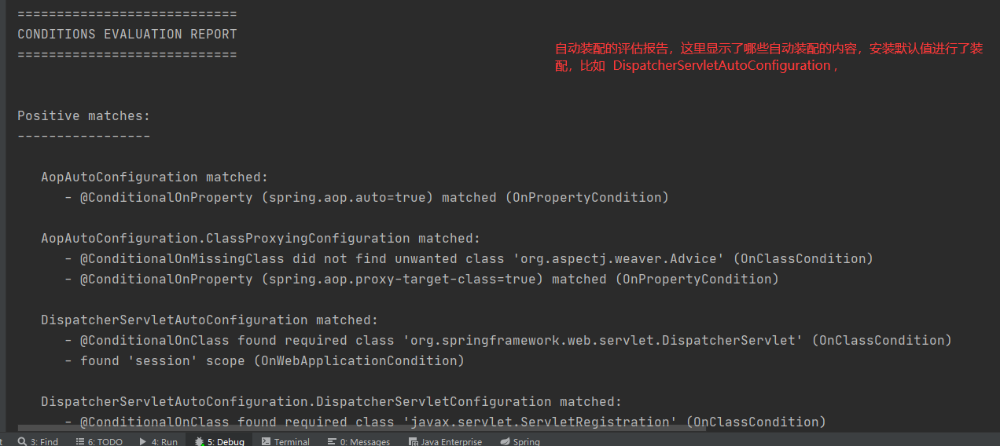 ============================
CONDITIONS EVALUATION REPORT
============================
自动装配的评估报告，这里显示了哪些自动装配的内容，安装默认值进行了装
配，比如 DispatcherServletAutoConfiguration ,
Positive matches:
-----------------
AopAutoConfiguration matched:
- @ConditionalOnProperty (spring.aop.auto=true) matched (OnPropertyCondition)
AopAutoConfiguration.ClassProxyingConfiguration matched:
- @ConditionalOnMissingClass did not find unwanted class 'org.aspectj.weaver.Advice' (OnClassCondition)
- @ConditionalOnProperty (spring.aop.proxy-target-class=true) matched (OnPropertyCondition)
DispatcherServletAutoConfiguration matched:
- @ConditionalOnClass found required class 'org.springframework.web.servlet.DispatcherServlet' (OnClassCondition)
- found 'session' scope (OnWebApplicationCondition)
DispatcherServletAutoConfiguration.DispatcherServletConfiguration matched:
- @ConditionalOnClass found required class 'javax.servlet.ServletRegistration' (OnClassCondition)
t 3: Find 6: TODO 4: Run 5: Debug Terminal 0: Messages Java Enterprise Spring